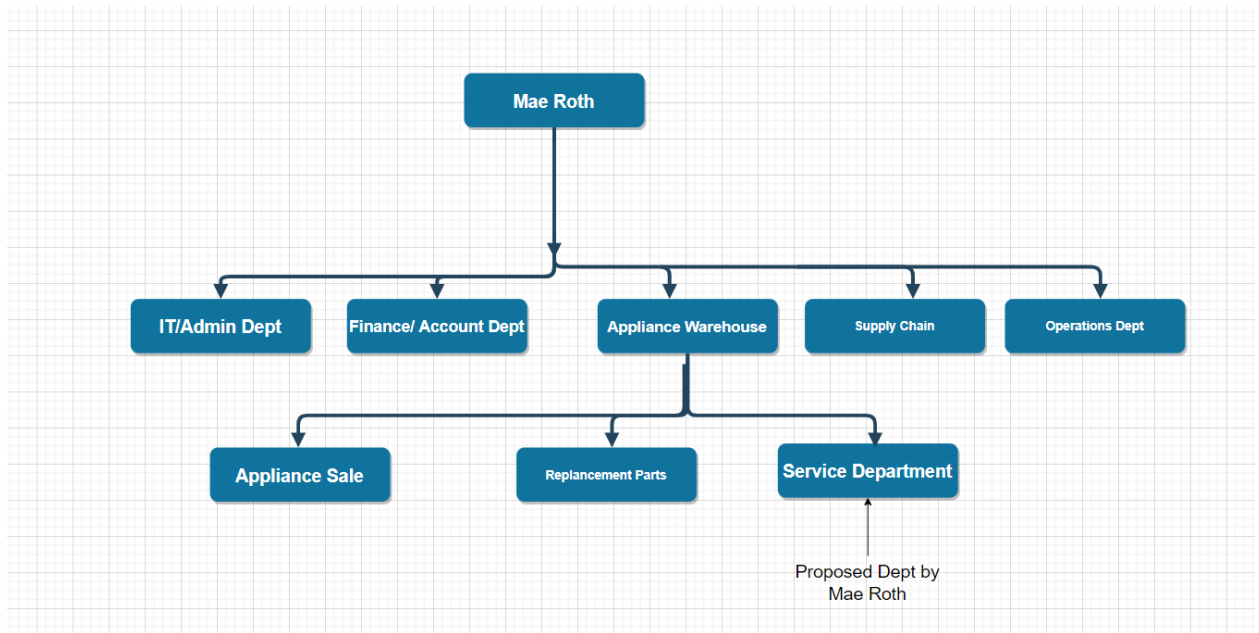 Mae Roth
IT/Admin Dept
Finance/ Account Dept
Appliance Warehouse
Supply Chain
Operations Dept
Appliance Sale
Replancement Parts
Service Department
Proposed Dept by
Mae Roth